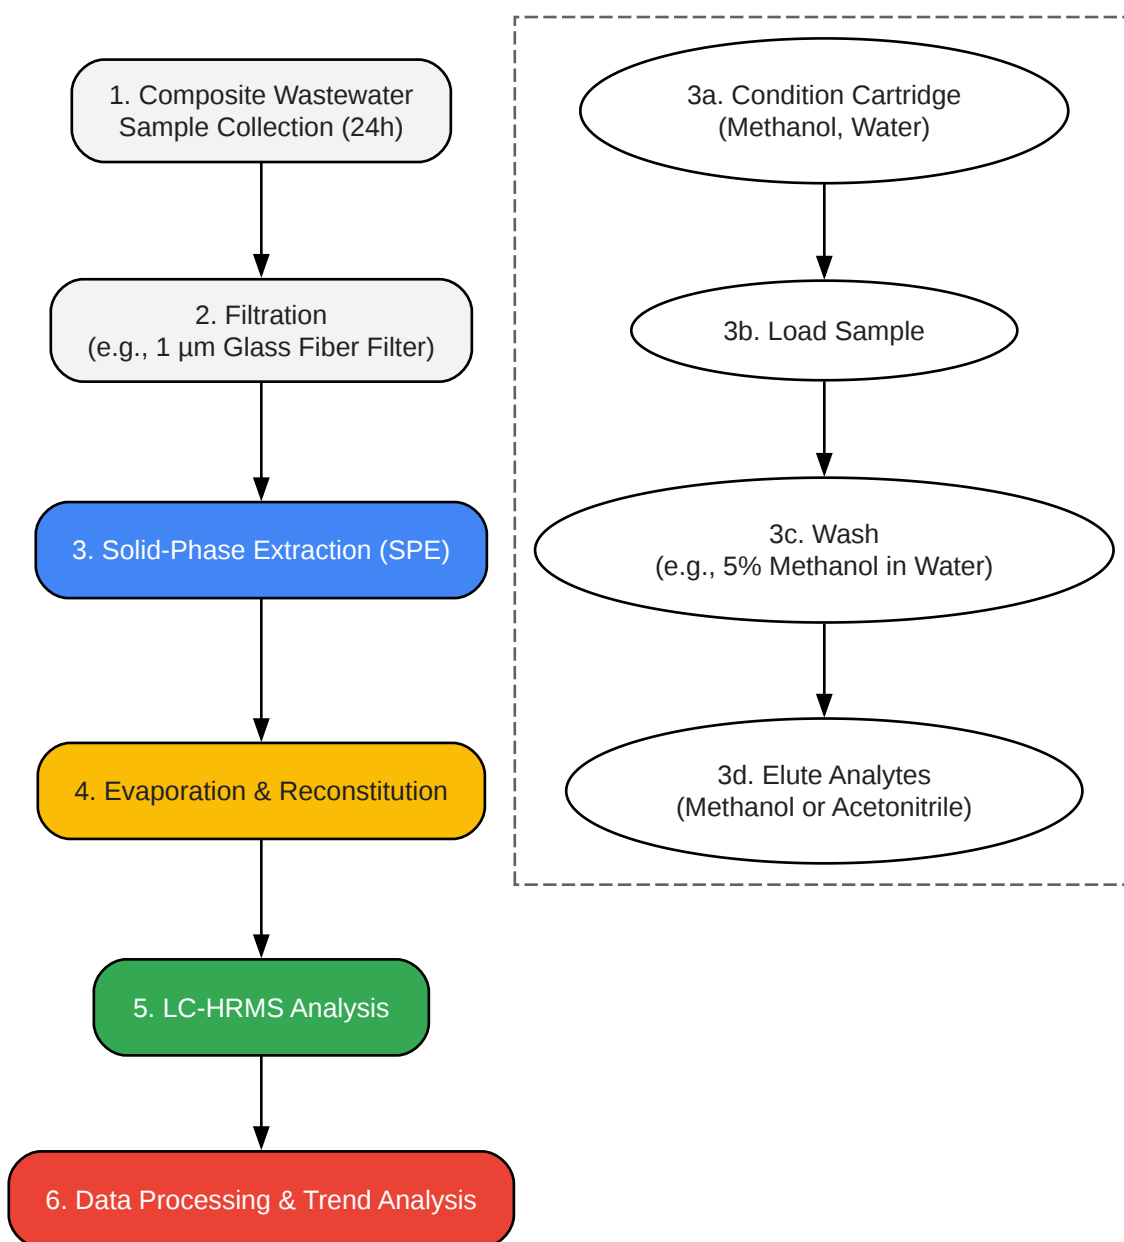 1. Composite Wastewater
Sample Collection (24h)
2. Filtration
(e.g., 1 µm Glass Fiber Filter)
3. Solid-Phase Extraction (SPE)
4. Evaporation & Reconstitution
5. LC-HRMS Analysis
6. Data Processing & Trend Analysis
3a. Condition Cartridge
(Methanol, Water)
3b. Load Sample
3c. Wash
(e.g., 5% Methanol in Water)
3d. Elute Analytes
(Methanol or Acetonitrile)